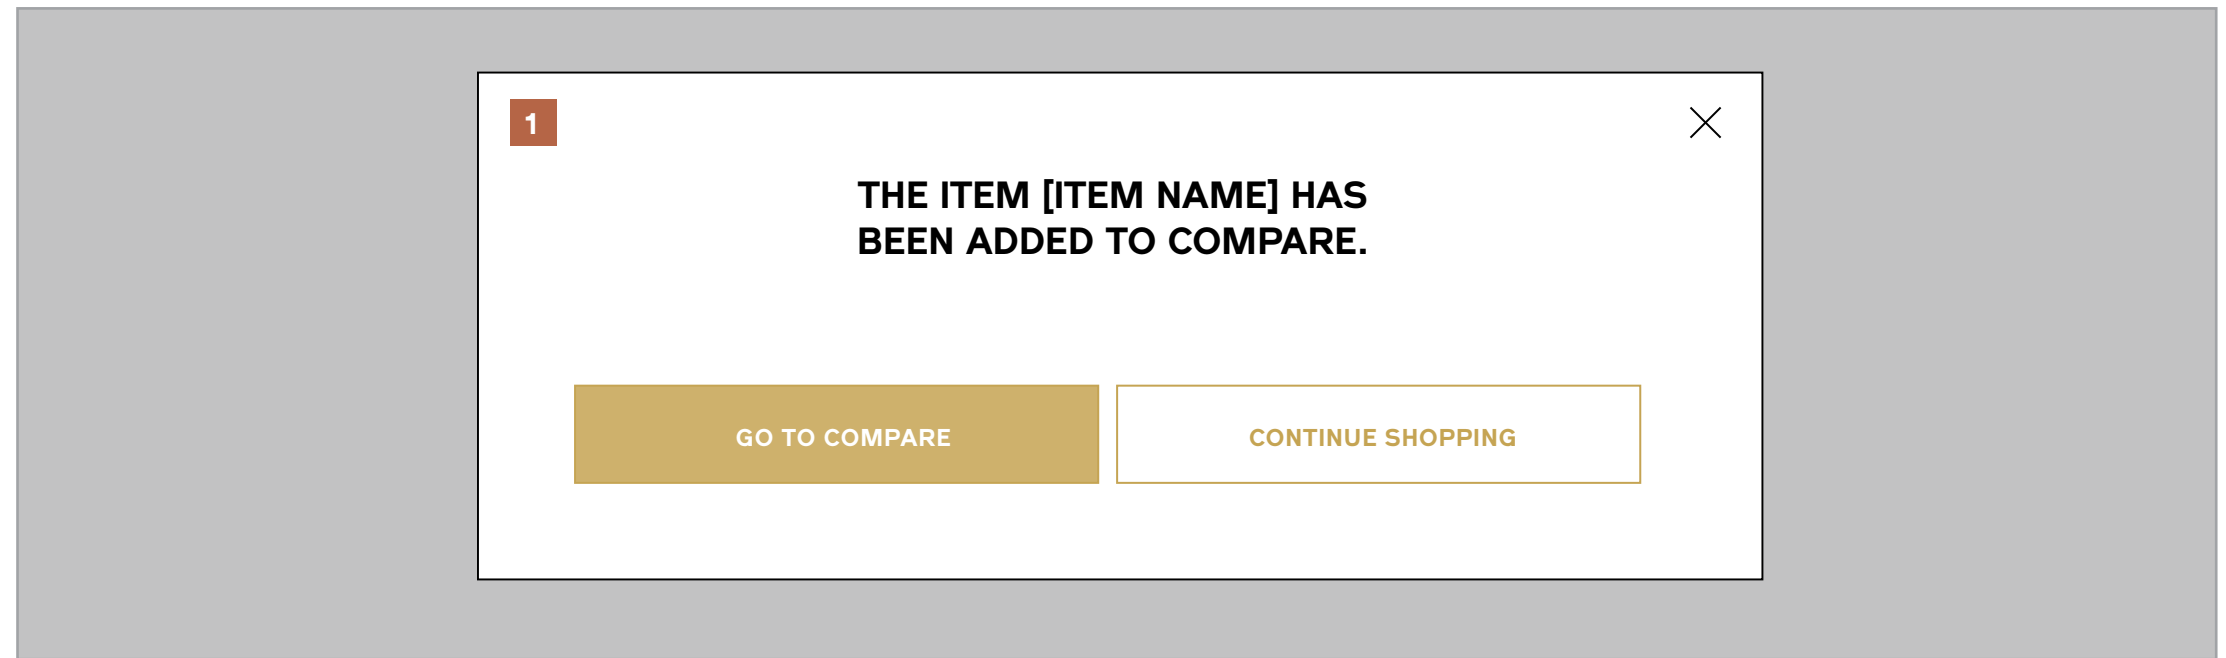 1
THE ITEM [ITEM NAME] HAS
BEEN ADDED TO COMPARE.
GO TO COMPARE
CONTINUE SHOPPING